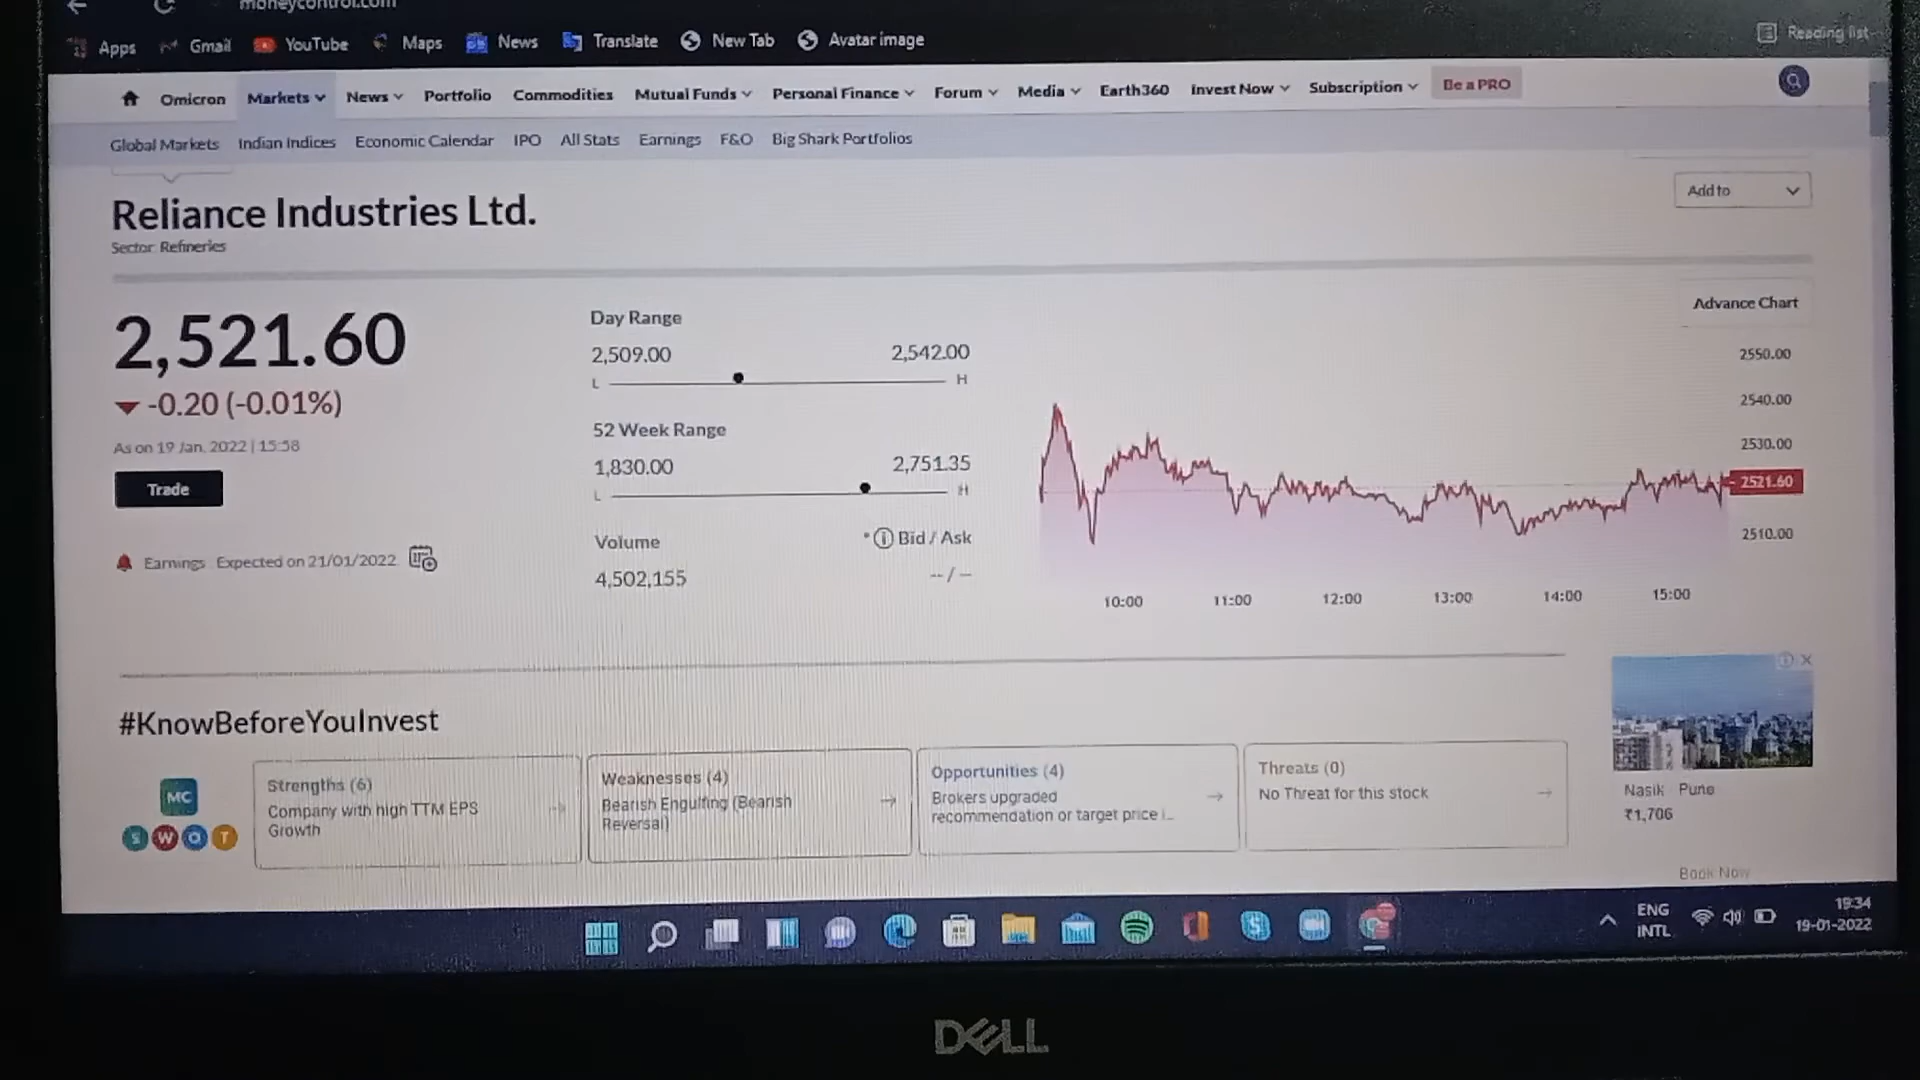 moneycontrol.com
Apps Gmail YouTube Maps News Translate New Tab Avatar image Reading list
Omicron Markets News Portfolio Commodities Mutual Funds Personal Finance Forum Media Earth360 Invest Now Subscription Be a PRO
Global Markets Indian Indices Economic Calendar IPO All Stats Earnings F&O Big Shark Portfolios
Reliance Industries Ltd.
Sector: Refineries
Add to
2,521.60
-0.20 (-0.01%)
As on 19 Jan, 2022 | 15:58
Trade
Earnings Expected on 21/01/2022
Day Range
2,509.00 2,542.00
L H
52 Week Range
1,830.00 2,751.35
L H
Volume * Bid / Ask
4,502,155 -- / --
Advance Chart
2550.00
2540.00
2530.00
2521.60
2510.00
10:00 11:00 12:00 13:00 14:00 15:00
#KnowBeforeYouInvest
MC
S W O T
Strengths (6)
Company with high TTM EPS
Growth
Weaknesses (4)
Bearish Engulfing (Bearish
Reversal)
Opportunities (4)
Brokers upgraded
recommendation or target price i...
Threats (0)
No Threat for this stock
Nasik Pune
₹1,706
Book Now
ENG
INTL
19:34
19-01-2022
DELL